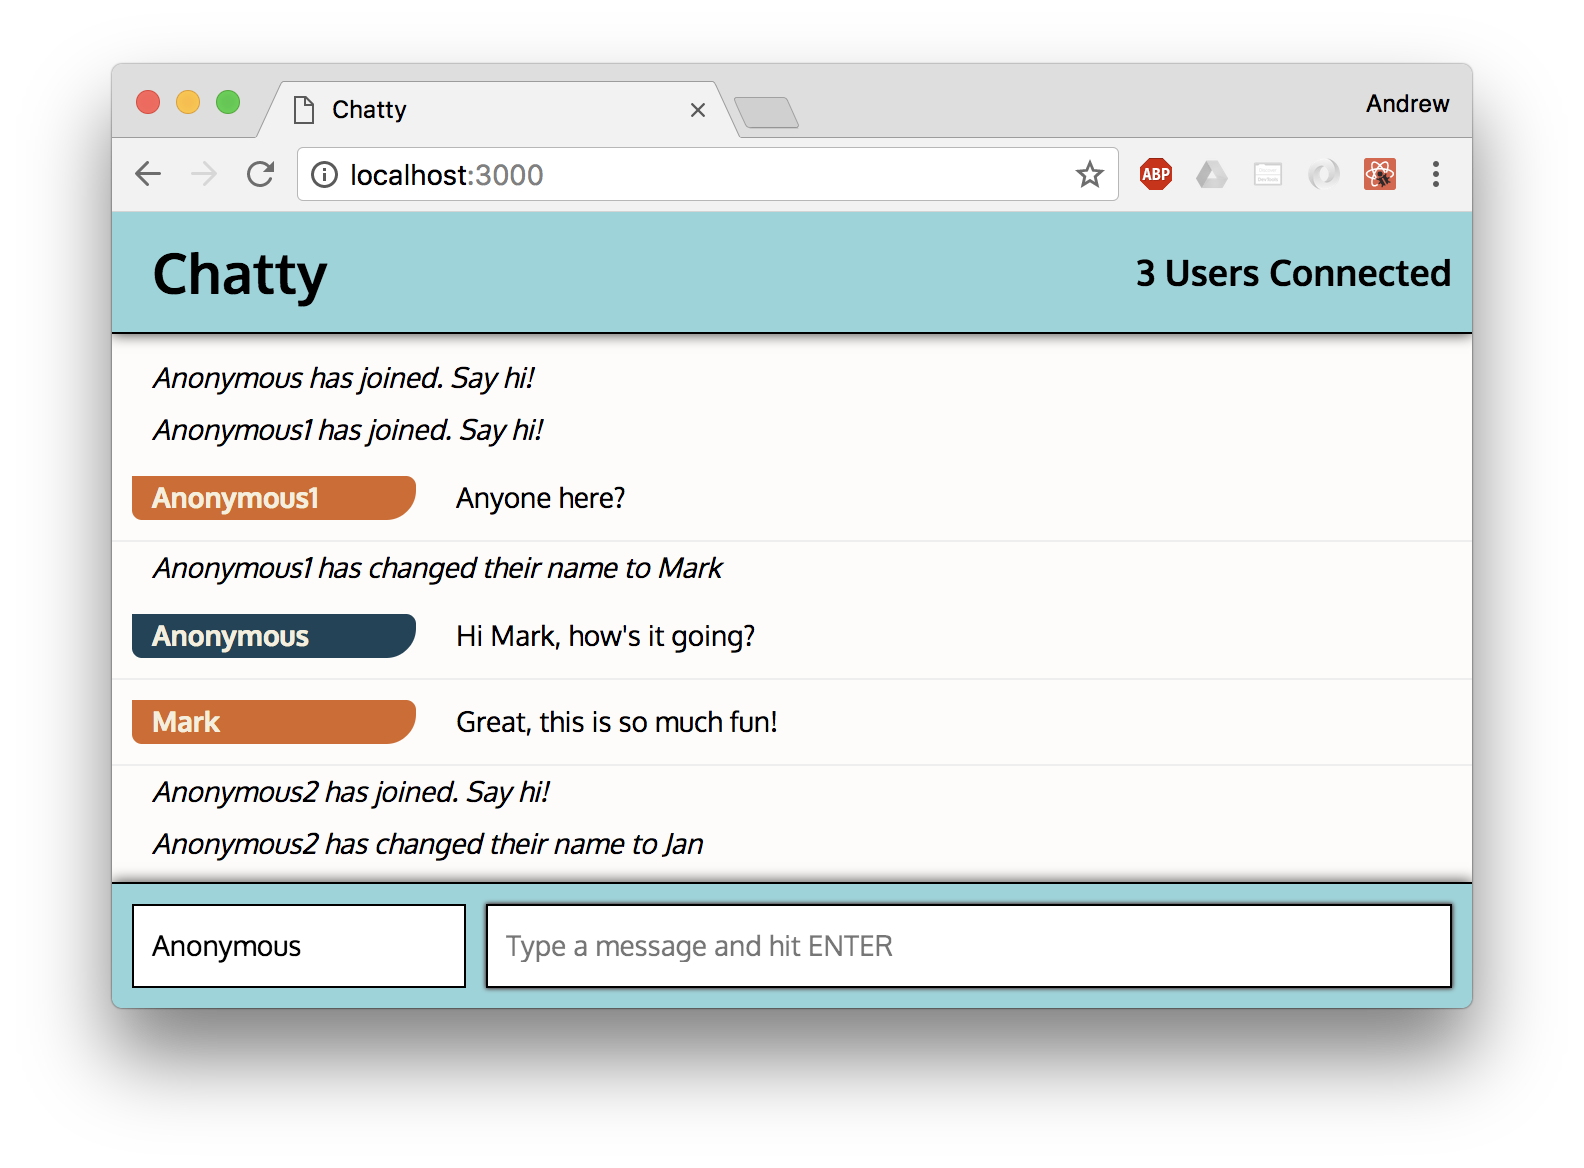 Chatty
Andrew
localhost:3000
ABP
Chatty
3 Users Connected
Anonymous has joined. Say hi!
Anonymous1 has joined. Say hi!
Anonymous1 Anyone here?
Anonymous1 has changed their name to Mark
Anonymous Hi Mark, how's it going?
Mark Great, this is so much fun!
Anonymous2 has joined. Say hi!
Anonymous2 has changed their name to Jan
Anonymous
Type a message and hit ENTER